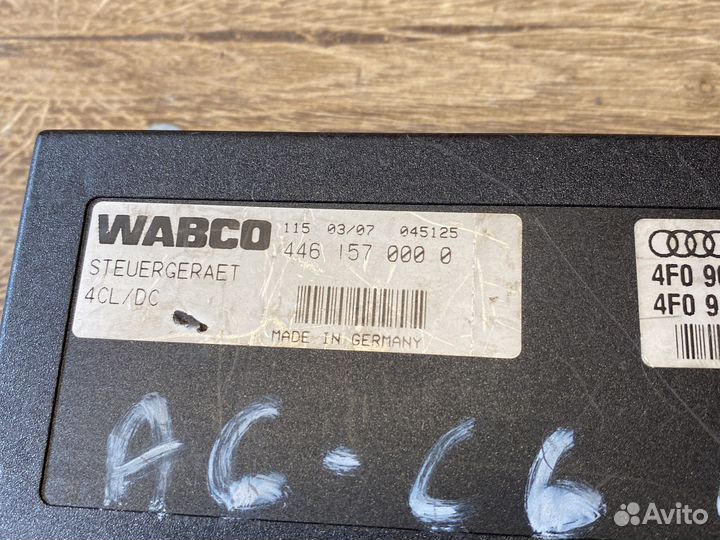 WABCO
115 03/07 045125
446 157 000 0
STEUERGERAET
4CL/DC
MADE IN GERMANY
4F0 9
4F0 9
A6-C6
Avito